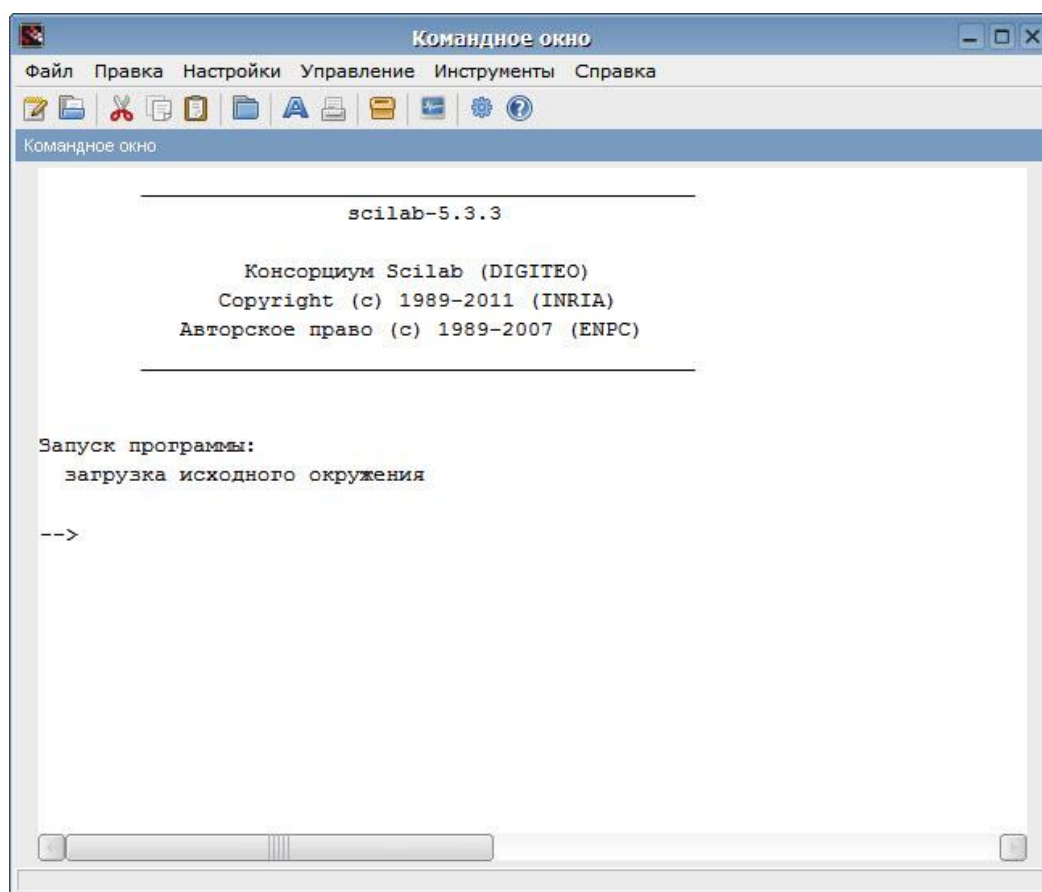 Командное окно
Файл Правка Настройки Управление Инструменты Справка
Командное окно
scilab-5.3.3
Консорциум Scilab (DIGITEO)
Copyright (c) 1989-2011 (INRIA)
Авторское право (c) 1989-2007 (ENPC)
Запуск программы:
загрузка исходного окружения
-->